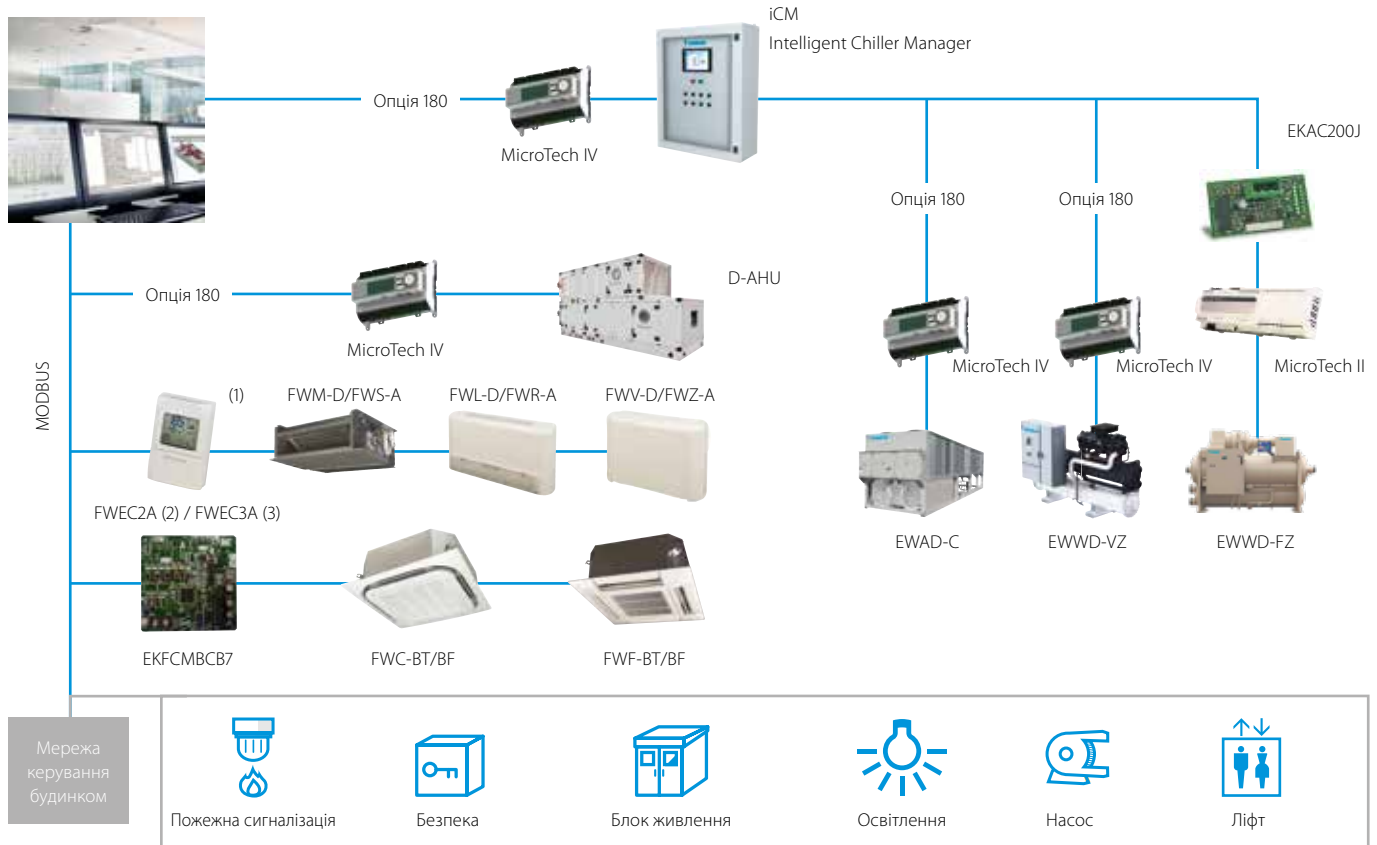 iCM
Intelligent Chiller Manager
Опція 180
MicroTech IV
EKAC200J
Опція 180
Опція 180
D-AHU
Опція 180
MicroTech IV
MicroTech IV
MicroTech IV
MicroTech II
MODBUS
(1)
FWM-D/FWS-A
FWL-D/FWR-A
FWV-D/FWZ-A
FWEC2A (2) / FWEC3A (3)
EWAD-C
EWWD-VZ
EWWD-FZ
EKFCMBCB7
FWC-BT/BF
FWF-BT/BF
Мережа
керування
будинком
Пожежна сигналізація
Безпека
Блок живлення
Освітлення
Насос
Ліфт